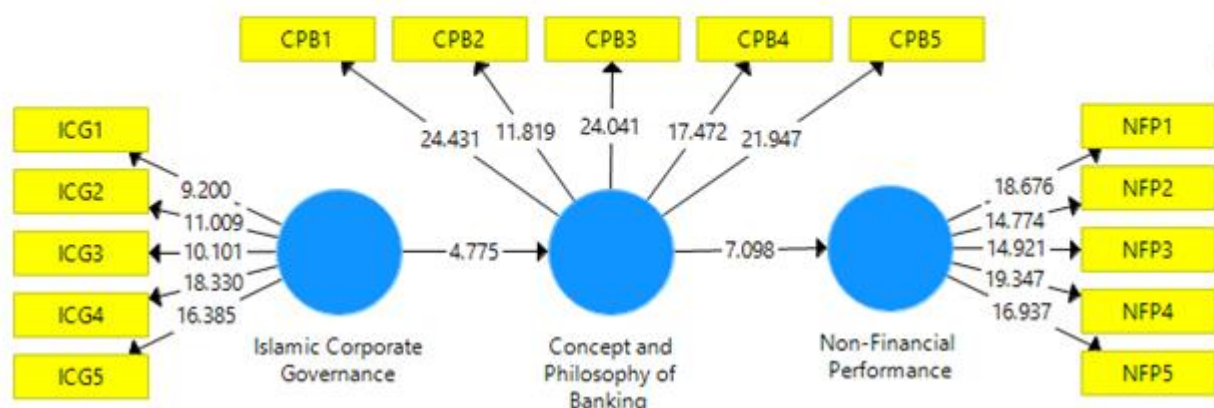 CPB1 CPB2 CPB3 CPB4 CPB5
24.431 11.819 24.041 17.472 21.947
ICG1
ICG2
ICG3
ICG4
ICG5
9.200
11.009
10.101
18.330
16.385
Islamic Corporate
Governance
4.775
Concept and
Philosophy of
Banking
7.098
Non-Financial
Performance
18.676
14.774
14.921
19.347
16.937
NFP1
NFP2
NFP3
NFP4
NFP5